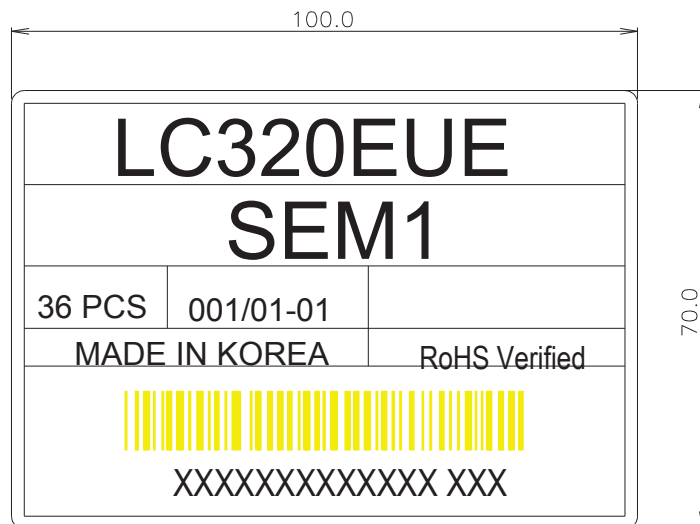 100.0
LC320EUE
SEM1
36 PCS 001/01-01
70.0
MADE IN KOREA RoHS Verified
XXXXXXXXXXXXX XXX